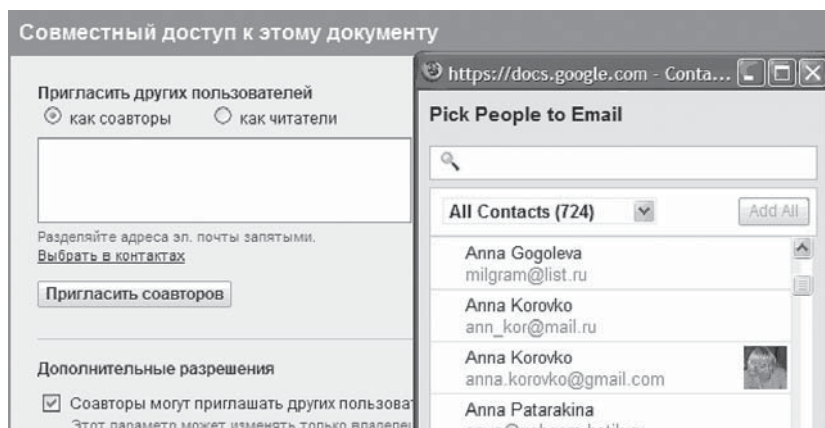 Совместный доступ к этому документу
Пригласить других пользователей
как соавторы как читатели
Разделяйте адреса эл. почты запятыми.
Выбрать в контактах
Пригласить соавторов
Дополнительные разрешения
Соавторы могут приглашать других пользоват
Этот параметр может изменять только владелец
https://docs.google.com - Conta...
Pick People to Email
All Contacts (724) Add All
Anna Gogoleva
milgram@list.ru
Anna Korovko
ann_kor@mail.ru
Anna Korovko
anna.korovko@gmail.com
Anna Patarakina